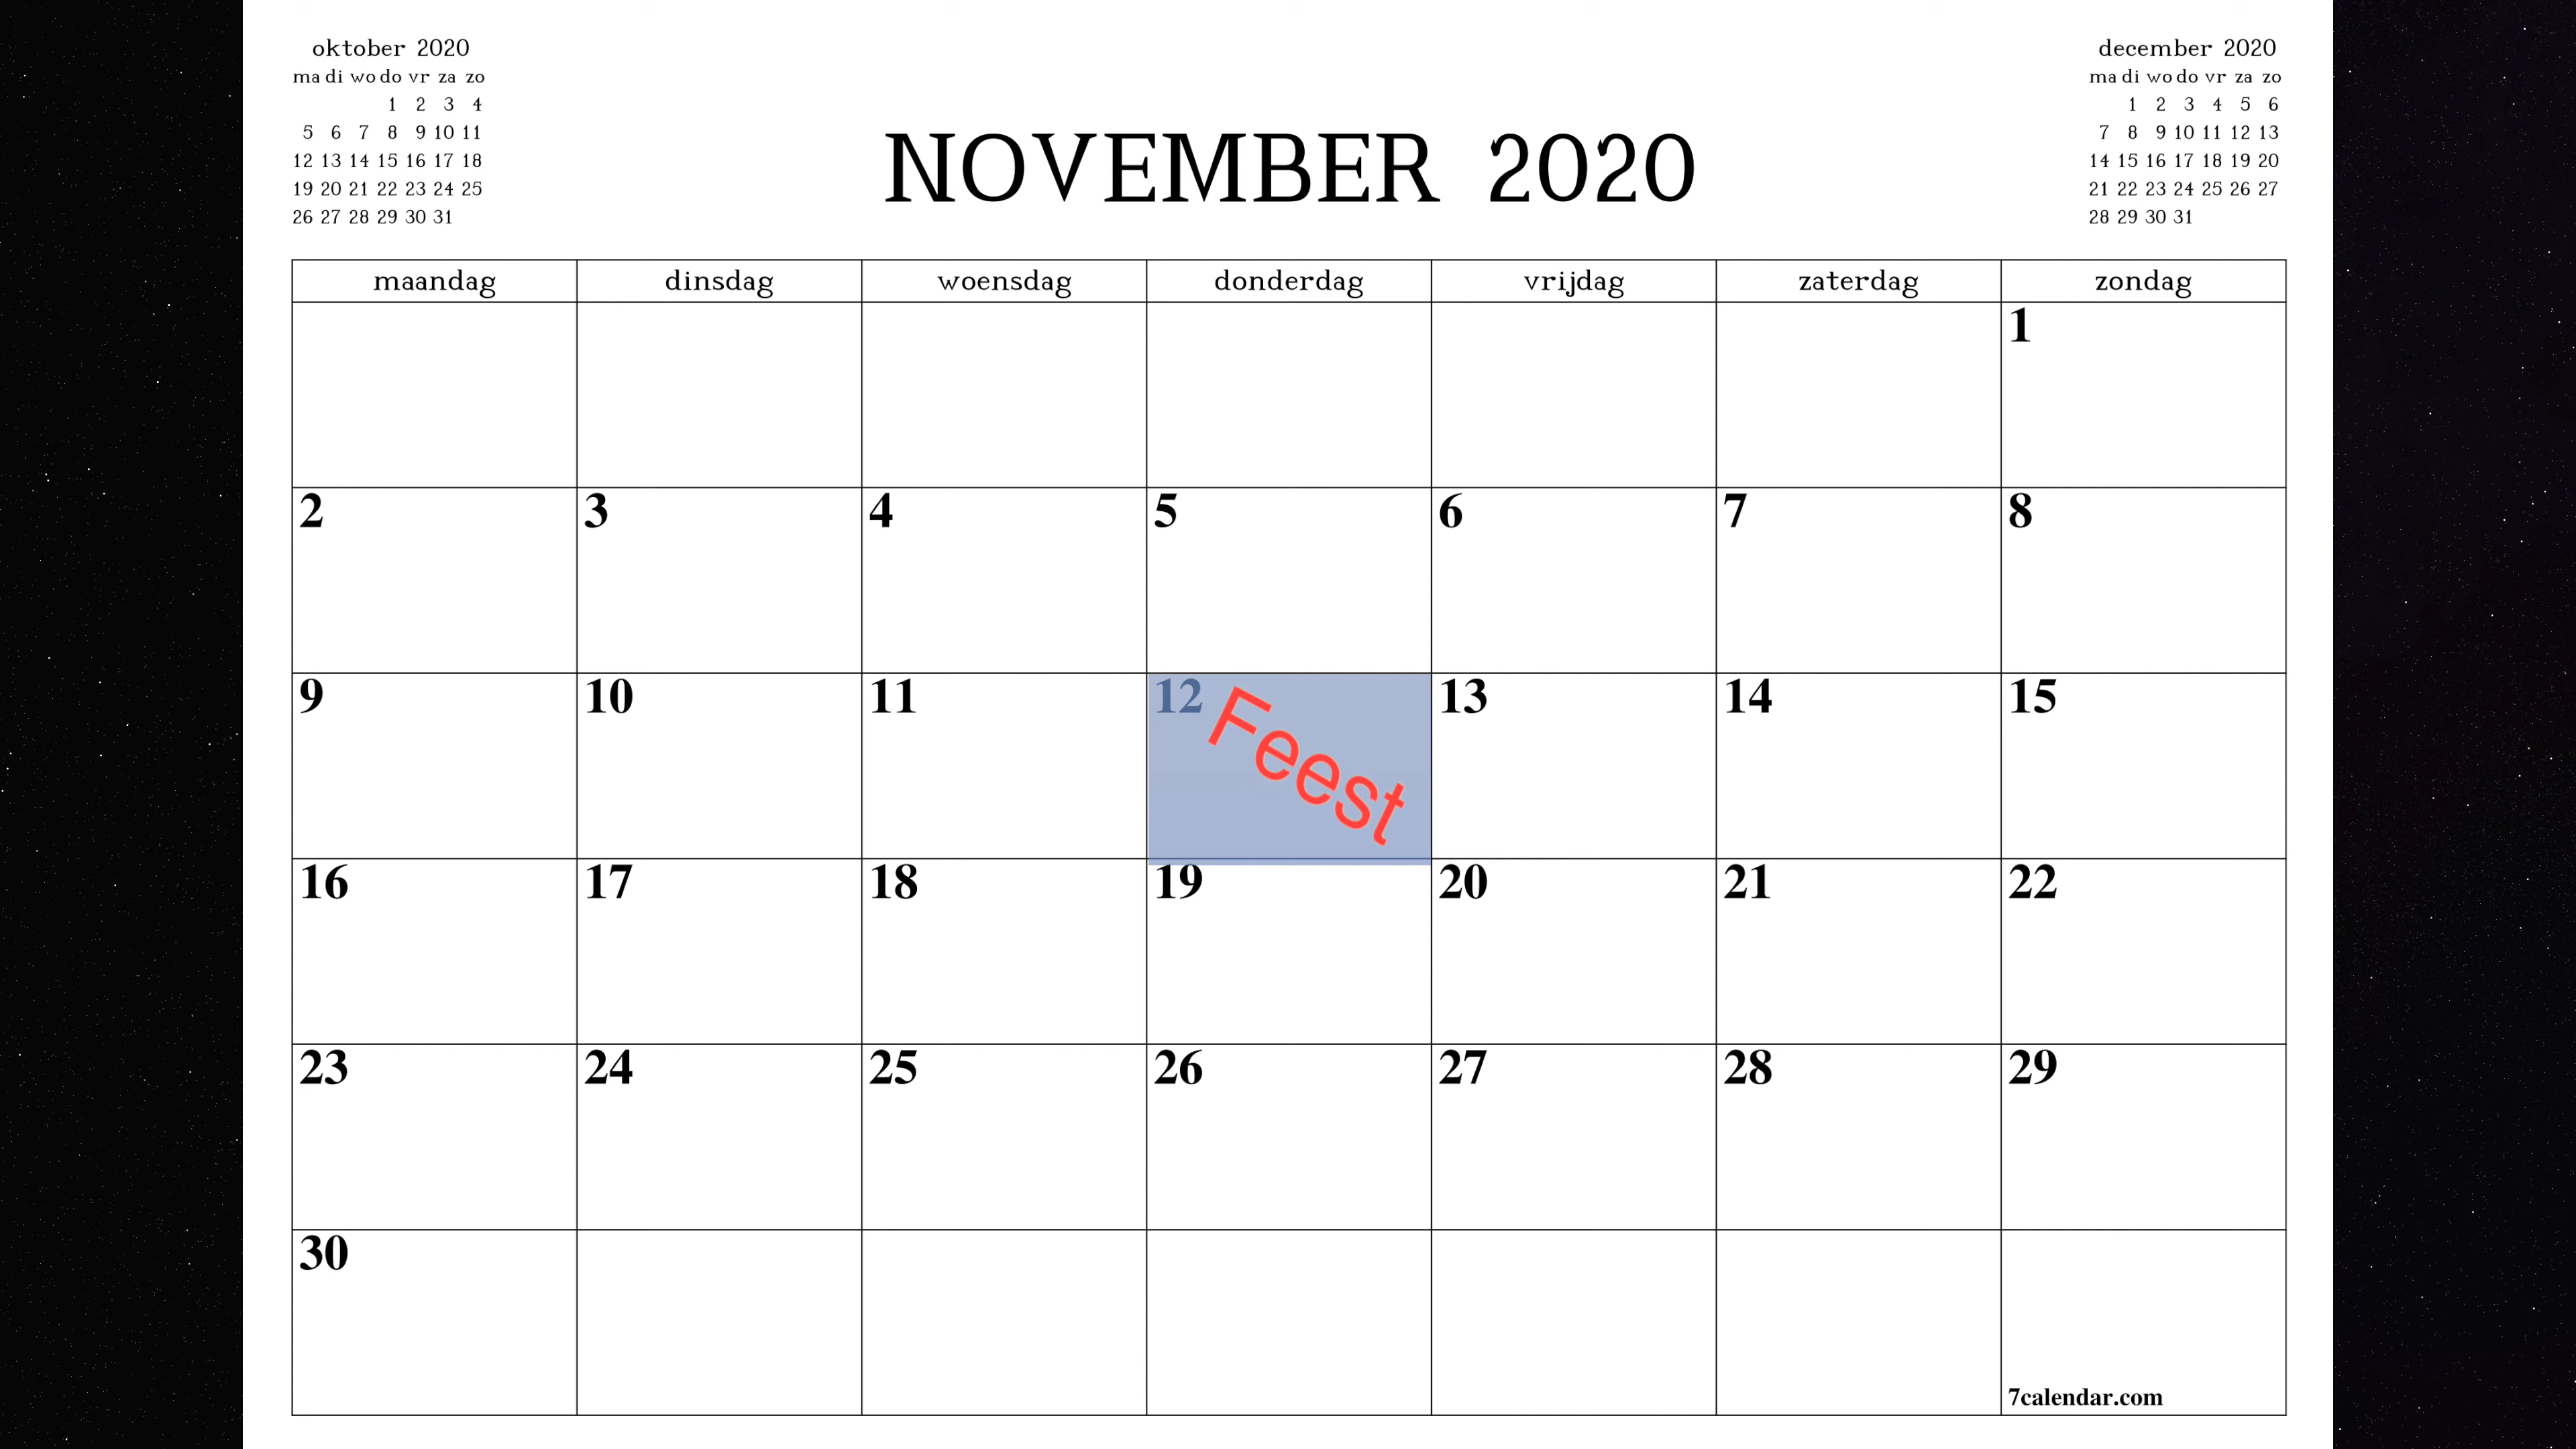 oktober 2020
ma di wo do vr za zo
1 2 3 4
5 6 7 8 9 10 11
12 13 14 15 16 17 18
19 20 21 22 23 24 25
26 27 28 29 30 31
NOVEMBER 2020
december 2020
ma di wo do vr za zo
1 2 3 4 5 6
7 8 9 10 11 12 13
14 15 16 17 18 19 20
21 22 23 24 25 26 27
28 29 30 31
maandag dinsdag woensdag donderdag vrijdag zaterdag zondag
1
2 3 4 5 6 7 8
9 10 11 12 13 14 15
Feest
16 17 18 19 20 21 22
23 24 25 26 27 28 29
30
7calendar.com